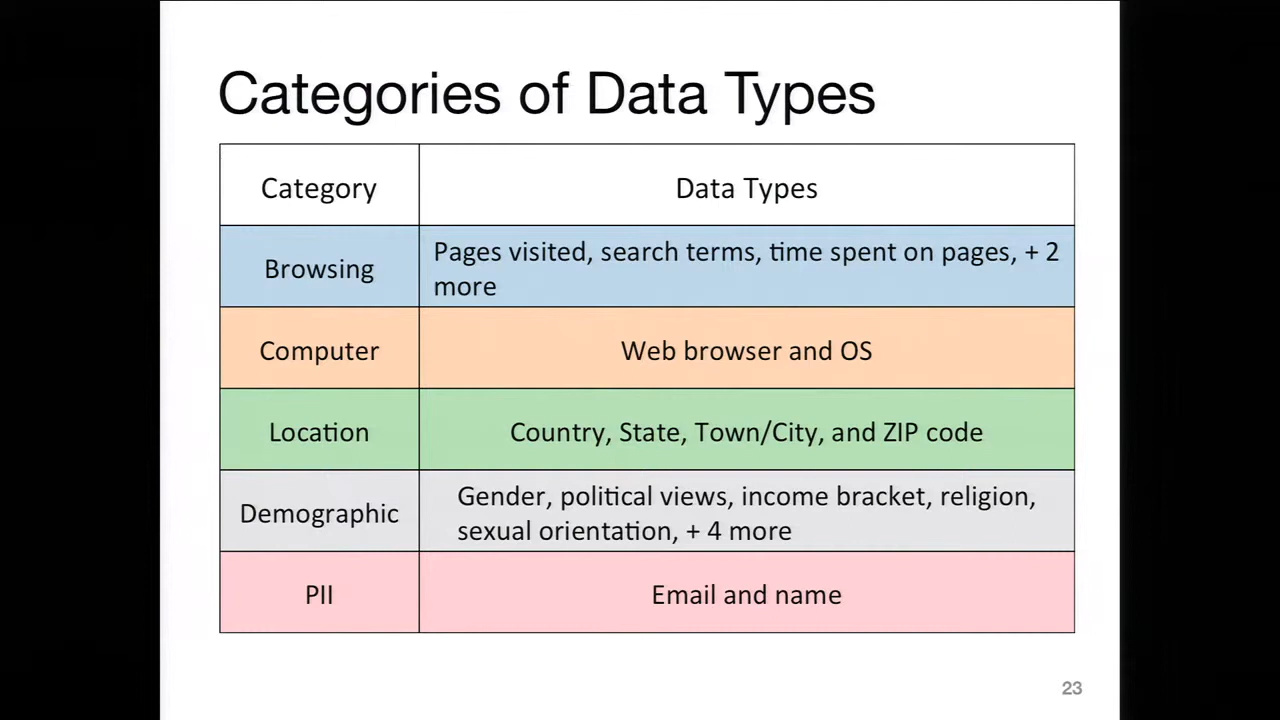 Categories of Data Types
Category
Data Types
Browsing
Pages visited, search terms, time spent on pages, + 2
more
Computer
Web browser and OS
Location
Country, State, Town/City, and ZIP code
Demographic
Gender, political views, income bracket, religion,
sexual orientation, + 4 more
PII
Email and name
23